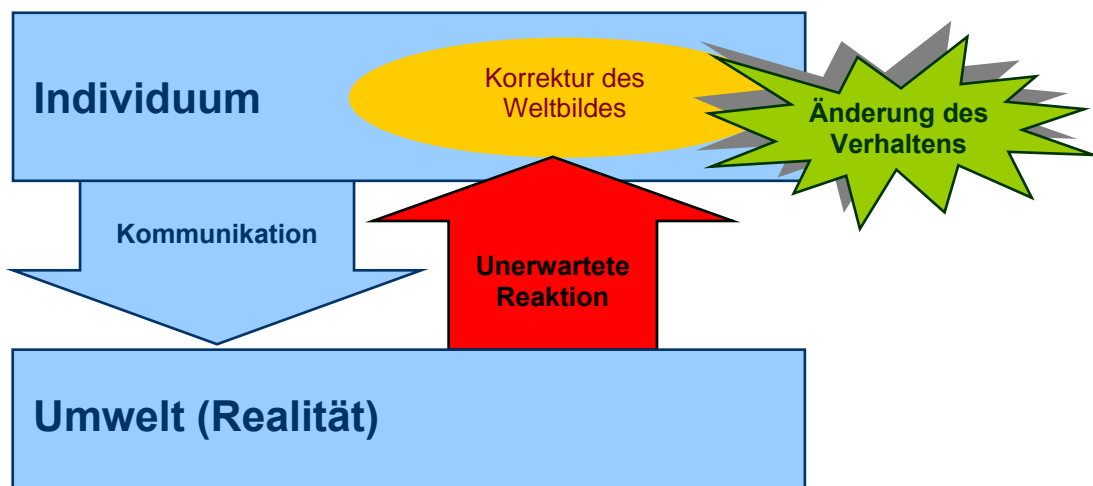 Individuum
Korrektur des
Weltbildes
Änderung des
Verhaltens
Kommunikation
Unerwartete
Reaktion
Umwelt (Realität)